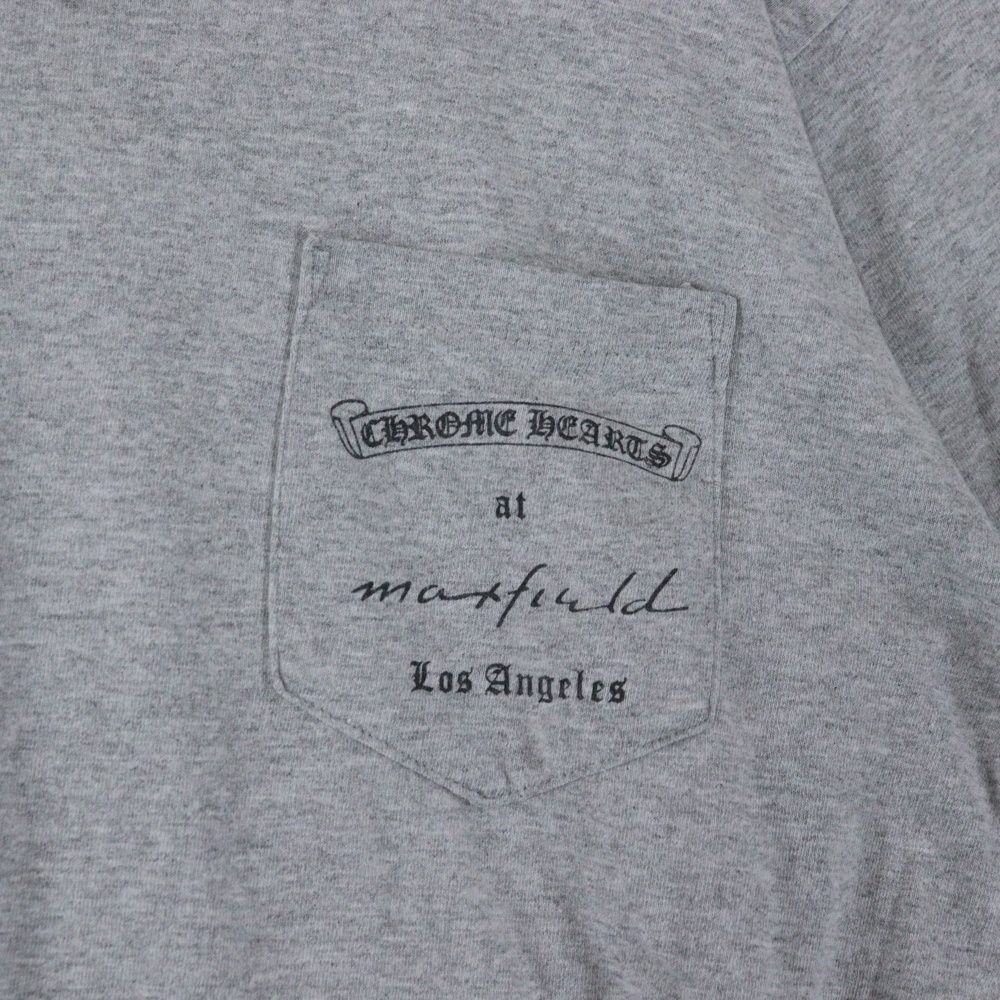 CHROME HEARTS
at
maxfield
Los Angeles